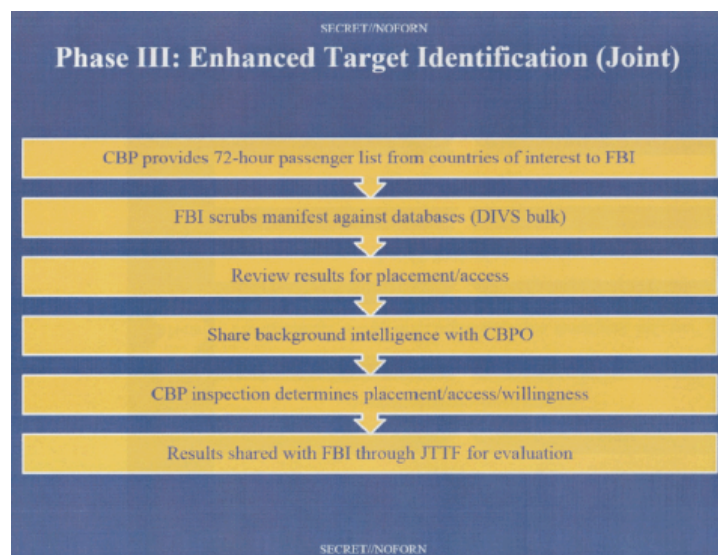 SECRET//NOFORN
Phase III: Enhanced Target Identification (Joint)
CBP provides 72-hour passenger list from countries of interest to FBI
FBI scrubs manifest against databases (DIVS bulk)
Review results for placement/access
Share background intelligence with CBPO
CBP inspection determines placement/access/willingness
Results shared with FBI through JTTF for evaluation
SECRET//NOFORN